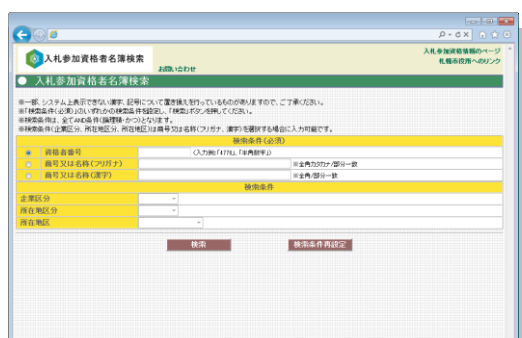 入札参加資格者名簿検索
お問い合わせ
入札参加資格情報のページ
札幌市役所へのリンク
● 入札参加資格者名簿検索
※一部、システム上表示できない漢字、記号について置き換えを行っているものがありますので、ご了承ください。
※「検索条件(必須)」のいずれかの検索条件を設定し、「検索」ボタンを押してください。
※検索条件は、全てAND条件(論理積・かつ)となります。
※検索条件(企業区分、所在地区分、所在地区)は商号又は名称(フリガナ、漢字)を選択する場合に入力可能です。
検索条件(必須)
資格者番号 (入力例:「4778」、「半角数字」)
商号又は名称(フリガナ) ※全角カタカナ/部分一致
商号又は名称(漢字) ※全角/部分一致
検索条件
企業区分
所在地区分
所在地区
検索 検索条件再設定